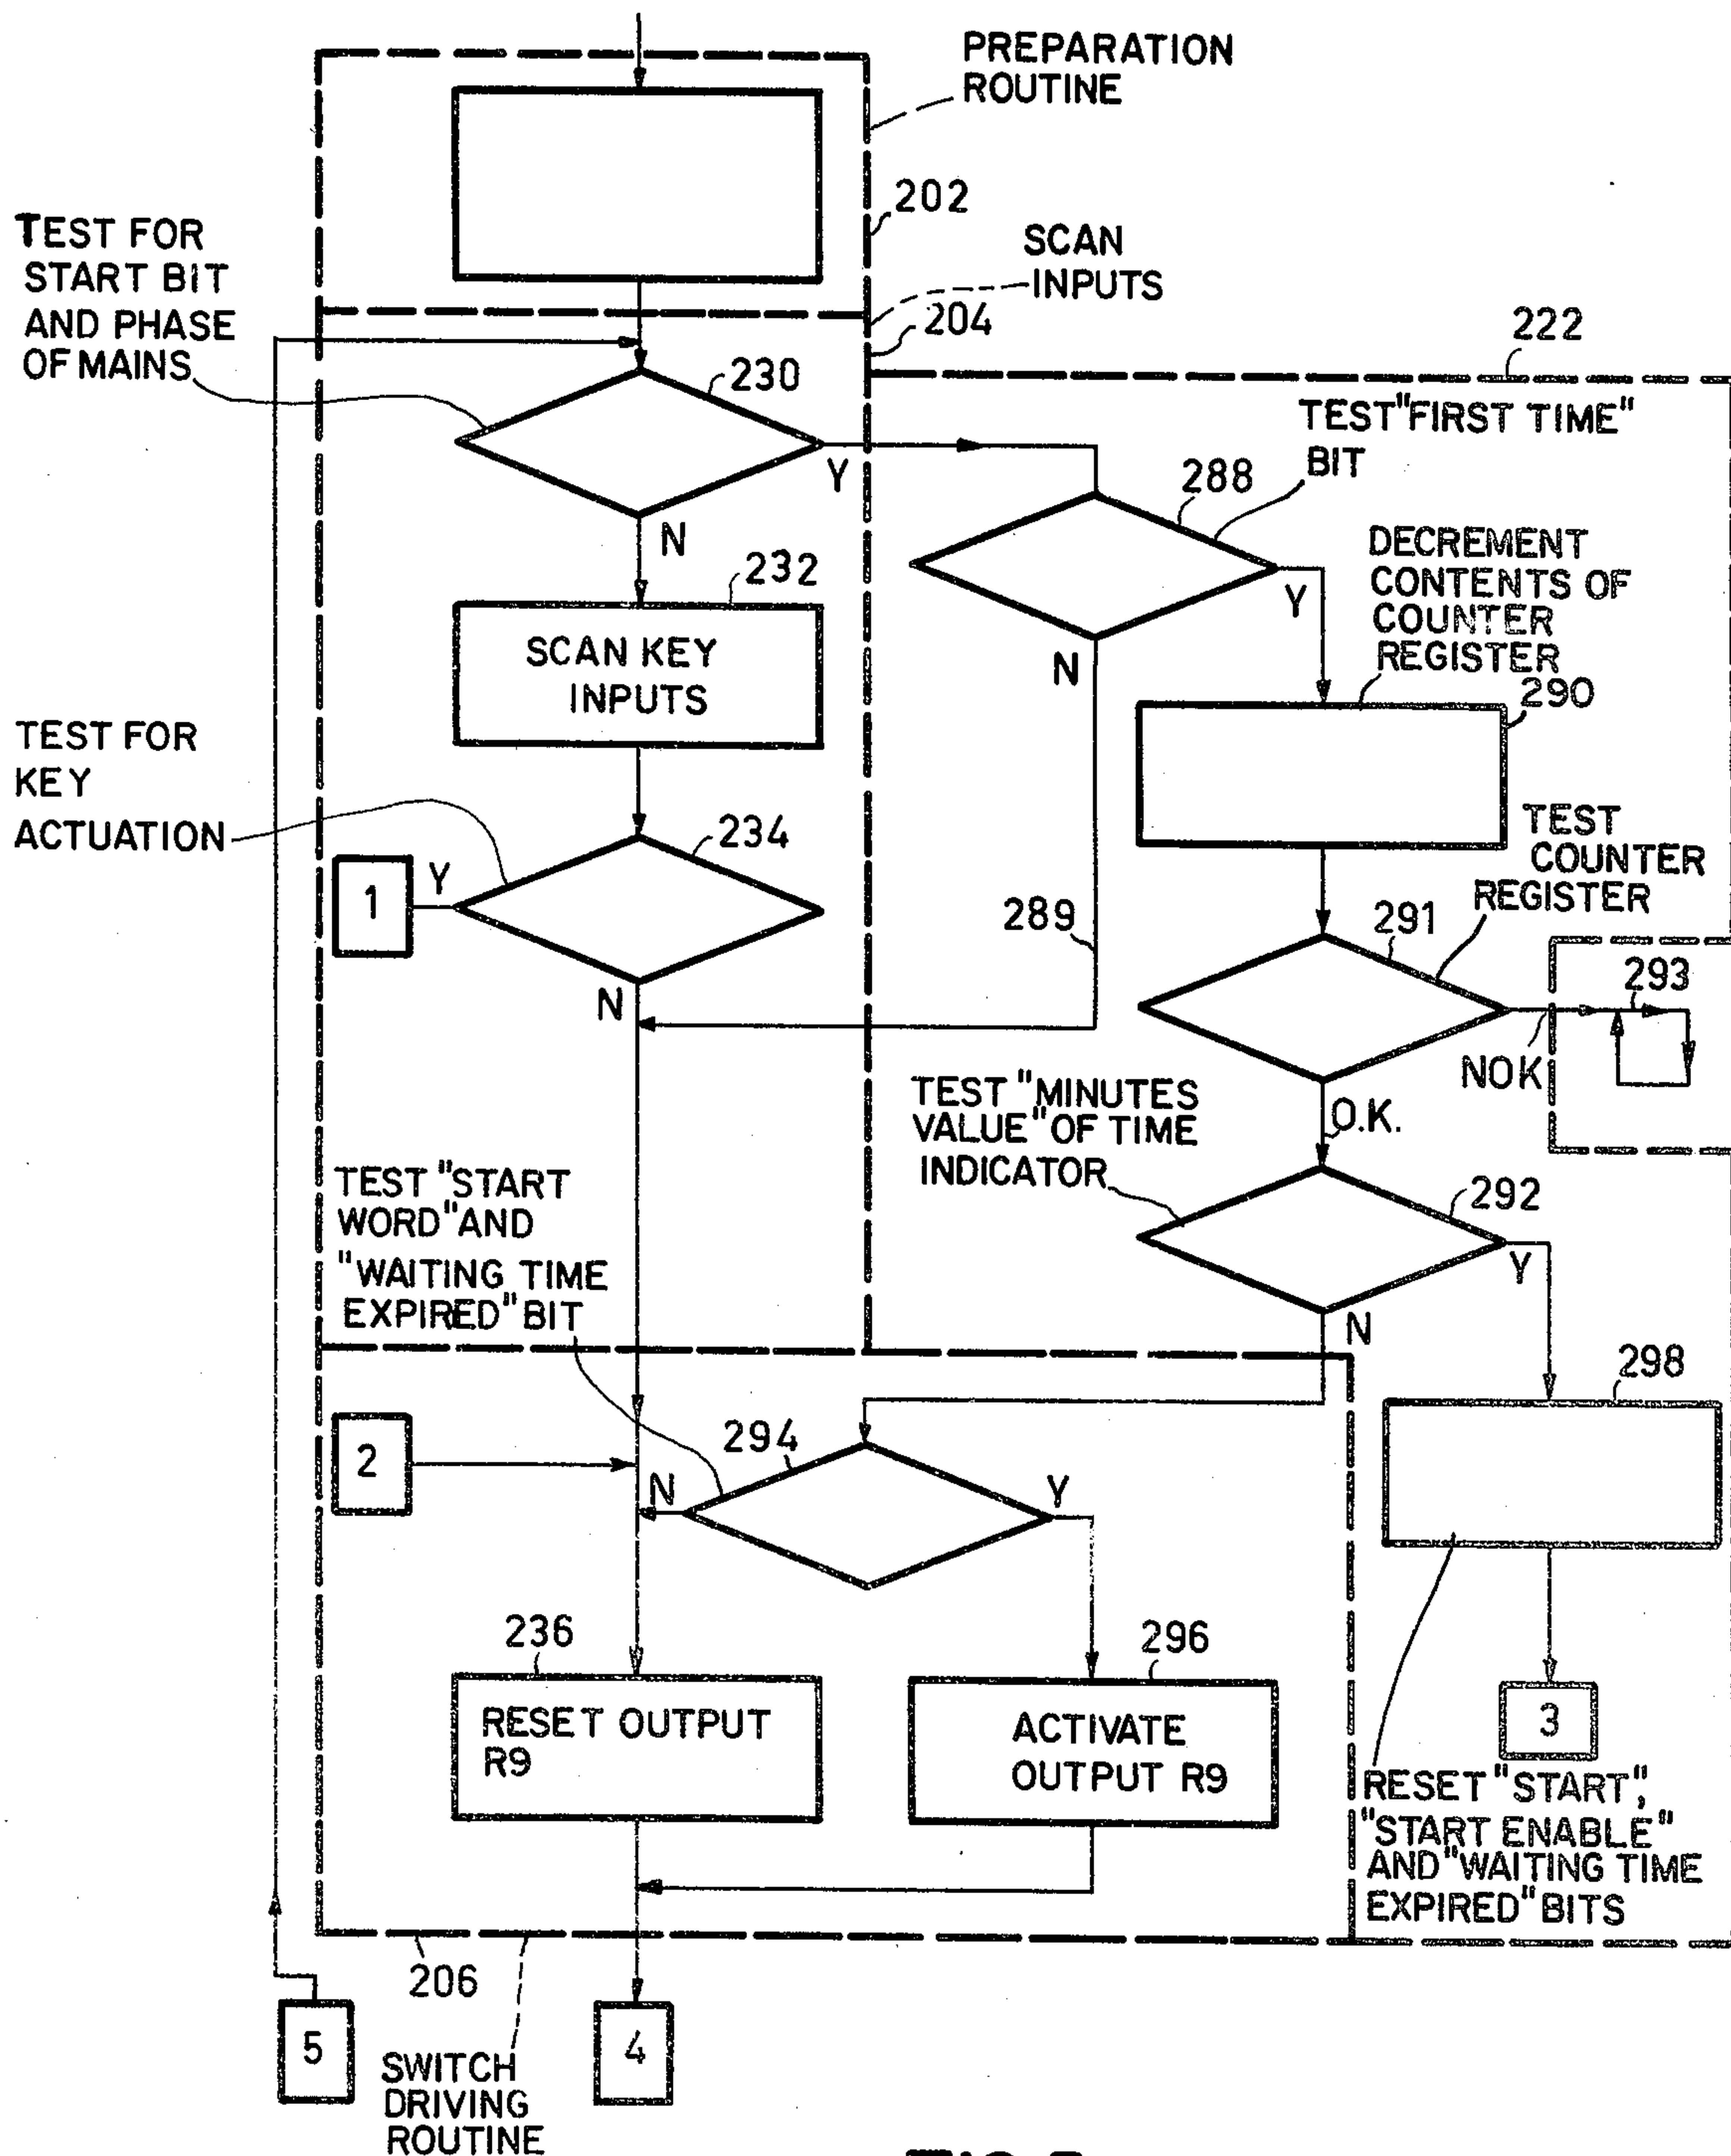 PREPARATION
ROUTINE
202
TEST FOR
START BIT
AND PHASE
OF MAINS
SCAN
INPUTS
204
222
230
Y
N
TEST "FIRST TIME"
BIT
288
Y
N
DECREMENT
CONTENTS OF
COUNTER
REGISTER
290
232
SCAN KEY
INPUTS
TEST FOR
KEY
ACTUATION
234
1
Y
N
289
TEST
COUNTER
REGISTER
291
293
NOK
O.K.
TEST "MINUTES
VALUE" OF TIME
INDICATOR
292
Y
N
TEST "START
WORD" AND
"WAITING TIME
EXPIRED" BIT
298
2
294
N
Y
236
RESET OUTPUT
R9
296
ACTIVATE
OUTPUT R9
3
RESET "START",
"START ENABLE"
AND "WAITING TIME
EXPIRED" BITS
206
5
4
SWITCH
DRIVING
ROUTINE